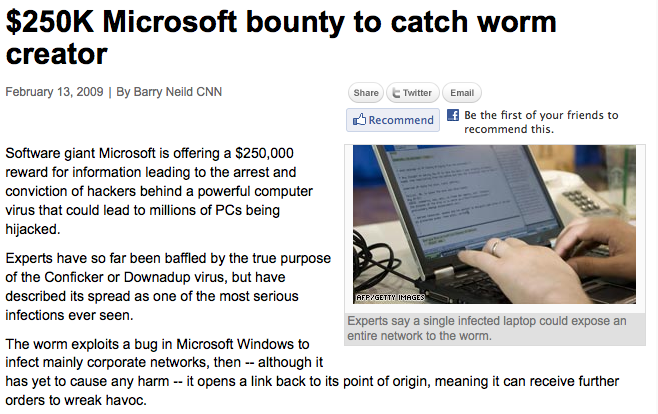 $250K Microsoft bounty to catch worm
creator
February 13, 2009 | By Barry Neild CNN
Share
Twitter
Email
Recommend
Be the first of your friends to
recommend this.
Software giant Microsoft is offering a $250,000
reward for information leading to the arrest and
conviction of hackers behind a powerful computer
virus that could lead to millions of PCs being
hijacked.
Experts have so far been baffled by the true purpose
of the Conficker or Downadup virus, but have
described its spread as one of the most serious
infections ever seen.
AFP/GETTY IMAGES
Experts say a single infected laptop could expose an
entire network to the worm.
The worm exploits a bug in Microsoft Windows to
infect mainly corporate networks, then -- although it
has yet to cause any harm -- it opens a link back to its point of origin, meaning it can receive further
orders to wreak havoc.